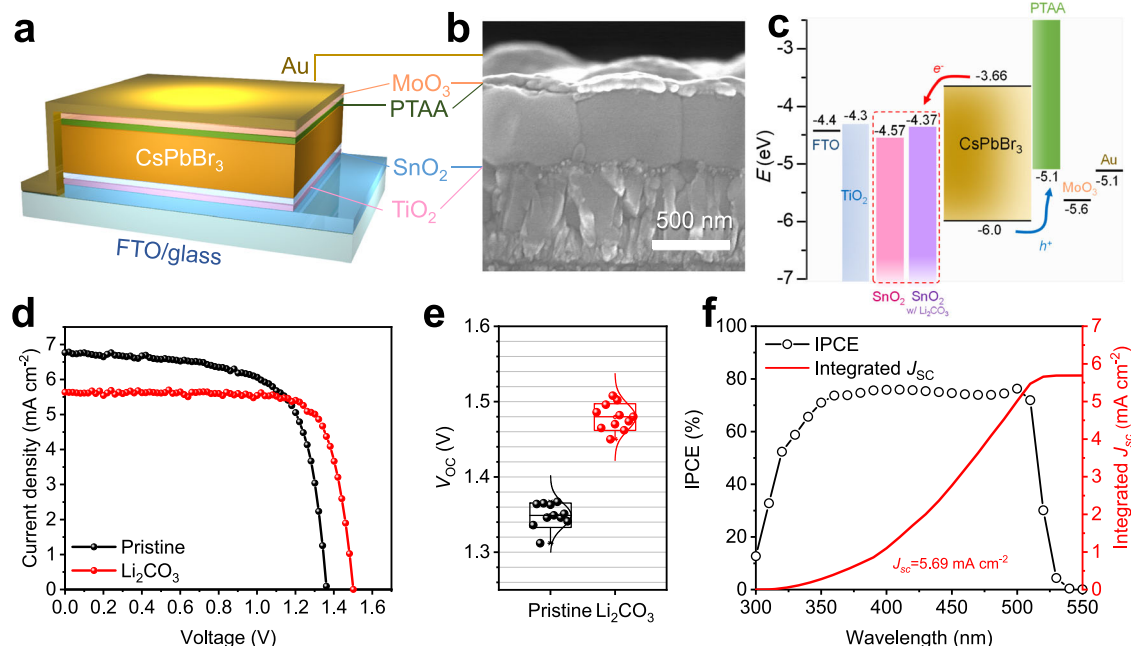 a
Au
MoO3
PTAA
CsPbBr3
SnO2
TiO2
FTO/glass
b
500 nm
c
E (eV)
-3
-4
-5
-6
-7
-4.4
FTO
-4.3
TiO2
-4.57
-4.37
SnO2
SnO2
w/ Li2CO3
e-
-3.66
CsPbBr3
-6.0
h+
PTAA
-5.1
MoO3
-5.6
Au
-5.1
d
Current density (mA cm-2)
7
6
5
4
3
2
1
0
Pristine
Li2CO3
0.0 0.2 0.4 0.6 0.8 1.0 1.2 1.4 1.6
Voltage (V)
e
VOC (V)
1.6
1.5
1.4
1.3
Pristine Li2CO3
f
IPCE (%)
100
80
60
40
20
0
IPCE
Integrated JSC
Jsc=5.69 mA cm-2
300 350 400 450 500 550
Wavelength (nm)
7
6
5
4
3
2
1
0
Integrated Jsc (mA cm-2)